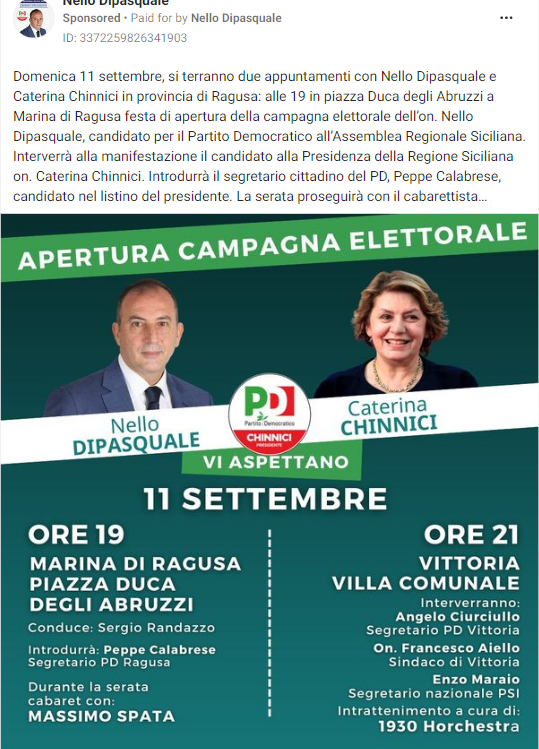 Nello Dipasquale
Sponsored • Paid for by Nello Dipasquale
ID: 3372259826341903
Domenica 11 settembre, si terranno due appuntamenti con Nello Dipasquale e
Caterina Chinnici in provincia di Ragusa: alle 19 in piazza Duca degli Abruzzi a
Marina di Ragusa festa di apertura della campagna elettorale dell'on. Nello
Dipasquale, candidato per il Partito Democratico all'Assemblea Regionale Siciliana.
Interverrà alla manifestazione il candidato alla Presidenza della Regione Siciliana
on. Caterina Chinnici. Introdurrà il segretario cittadino del PD, Peppe Calabrese,
candidato nel listino del presidente. La serata proseguirà con il cabarettista...
APERTURA CAMPAGNA ELETTORALE
Nello
DIPASQUALE
PD
Partito Democratico
CHINNICI
PRESIDENTE
Caterina
CHINNICI
VI ASPETTANO
11 SETTEMBRE
ORE 19
MARINA DI RAGUSA
PIAZZA DUCA
DEGLI ABRUZZI
Conduce: Sergio Randazzo
Introdurrà: Peppe Calabrese
Segretario PD Ragusa
Durante la serata
cabaret con:
MASSIMO SPATA
ORE 21
VITTORIA
VILLA COMUNALE
Interverranno:
Angelo Ciurciullo
Segretario PD Vittoria
On. Francesco Aiello
Sindaco di Vittoria
Enzo Maraio
Segretario nazionale PSI
Intrattenimento a cura di:
1930 Horchestra